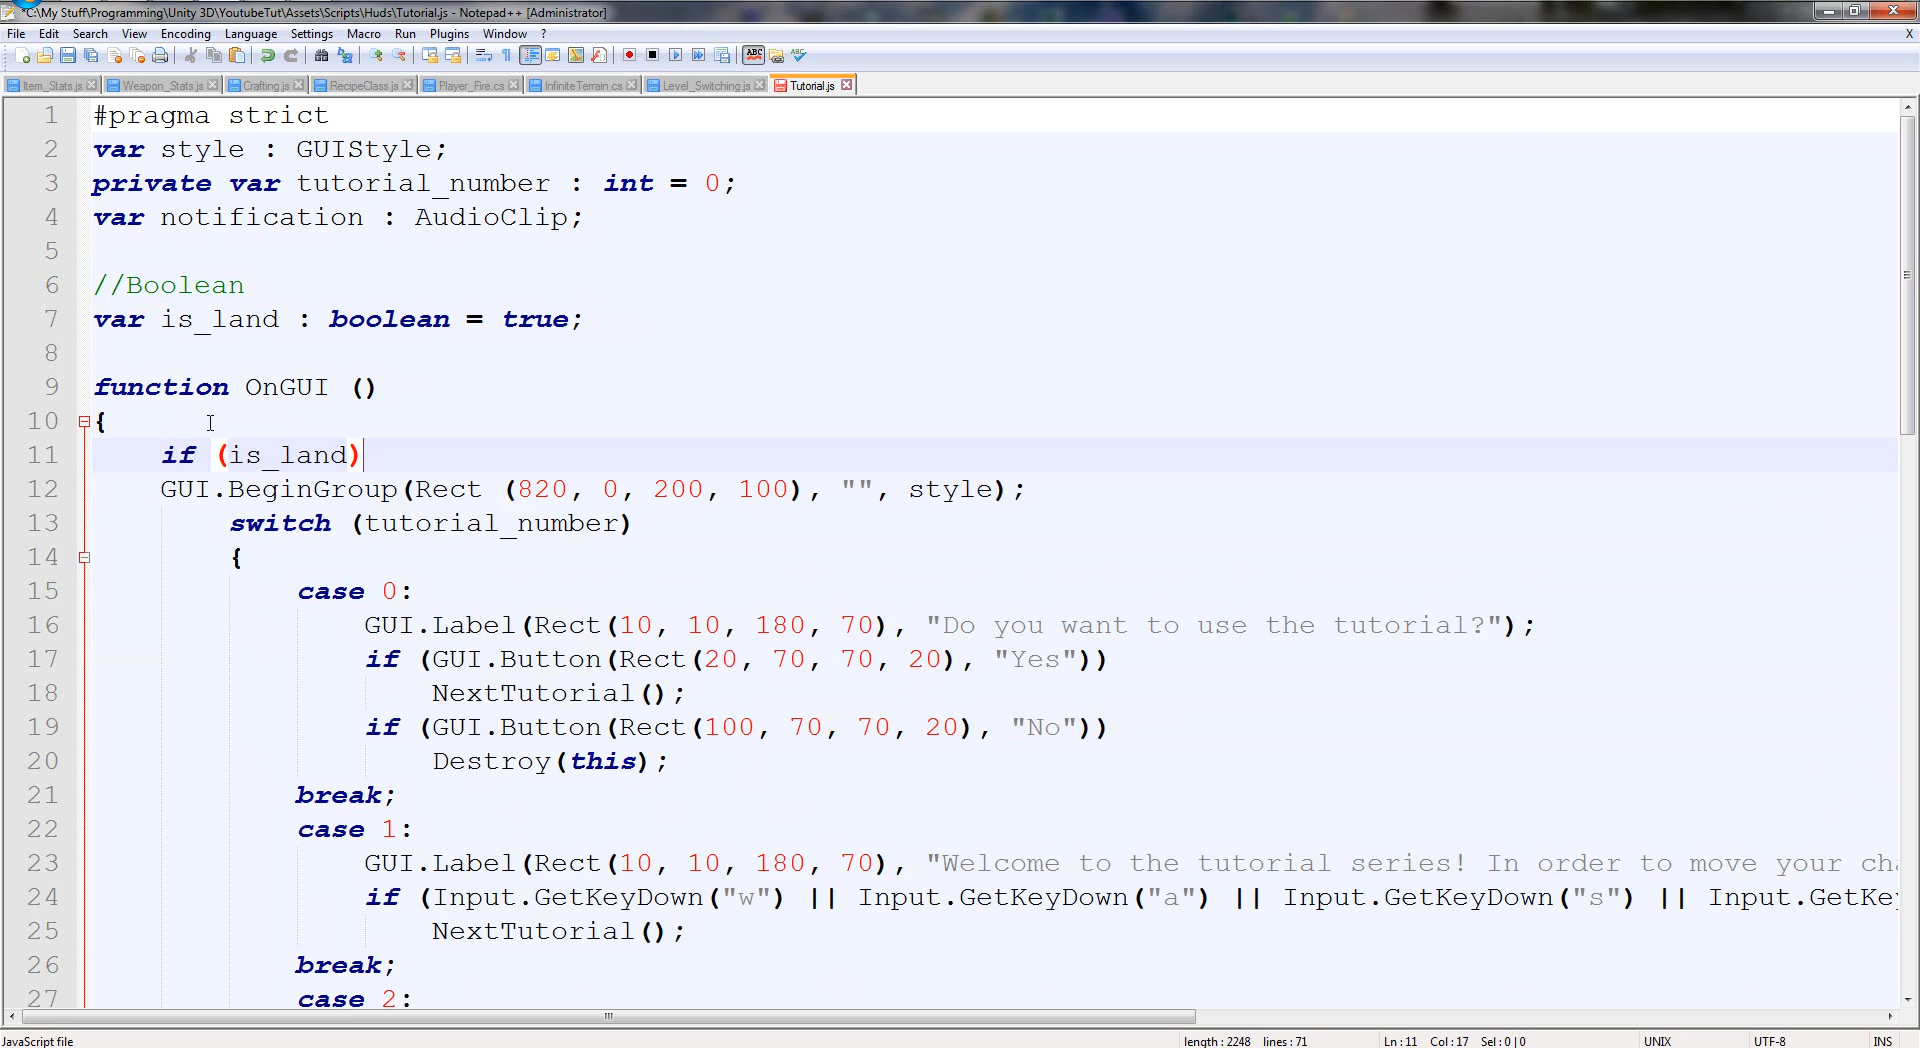 *C:\My Stuff\Programming\Unity 3D\YoutubeTut\Assets\Scripts\Huds\Tutorial.js - Notepad++ [Administrator]
File Edit Search View Encoding Language Settings Macro Run Plugins Window ? X
Item_Stats.js Weapon_Stats.js Crafting.js RecipeClass.js Player_Fire.cs InfiniteTerrain.cs Level_Switching.js Tutorial.js
1 #pragma strict
2 var style : GUIStyle;
3 private var tutorial_number : int = 0;
4 var notification : AudioClip;
5
6 //Boolean
7 var is_land : boolean = true;
8
9 function OnGUI ()
10 {
11 if (is_land)
12 GUI.BeginGroup(Rect (820, 0, 200, 100), "", style);
13 switch (tutorial_number)
14 {
15 case 0:
16 GUI.Label(Rect(10, 10, 180, 70), "Do you want to use the tutorial?");
17 if (GUI.Button(Rect(20, 70, 70, 20), "Yes"))
18 NextTutorial();
19 if (GUI.Button(Rect(100, 70, 70, 20), "No"))
20 Destroy(this);
21 break;
22 case 1:
23 GUI.Label(Rect(10, 10, 180, 70), "Welcome to the tutorial series! In order to move your cha
24 if (Input.GetKeyDown("w") || Input.GetKeyDown("a") || Input.GetKeyDown("s") || Input.GetKey
25 NextTutorial();
26 break;
27 case 2:
JavaScript file length : 2248 lines : 71 Ln : 11 Col : 17 Sel : 0 | 0 UNIX UTF-8 INS